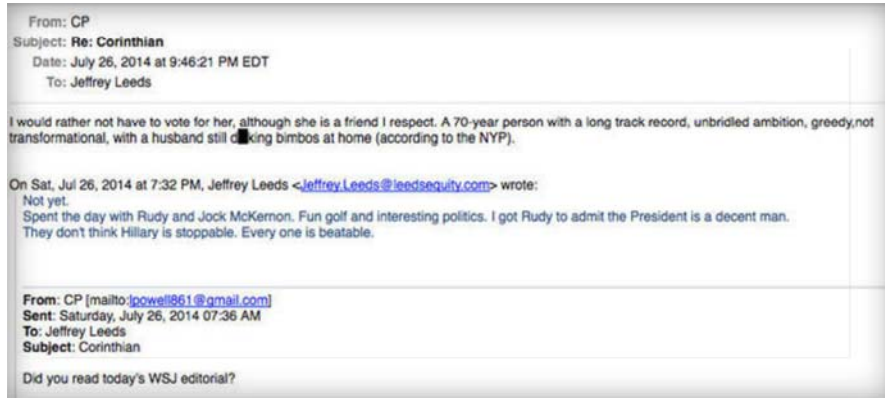 From: CP
Subject: Re: Corinthian
Date: July 26, 2014 at 9:46:21 PM EDT
To: Jeffrey Leeds
I would rather not have to vote for her, although she is a friend I respect. A 70-year person with a long track record, unbridled ambition, greedy,not
transformational, with a husband still d█king bimbos at home (according to the NYP).
On Sat, Jul 26, 2014 at 7:32 PM, Jeffrey Leeds <Jeffrey.Leeds@leedsequity.com> wrote:
Not yet.
Spent the day with Rudy and Jock McKernon. Fun golf and interesting politics. I got Rudy to admit the President is a decent man.
They don't think Hillary is stoppable. Every one is beatable.
From: CP [mailto:lpowell861@gmail.com]
Sent: Saturday, July 26, 2014 07:36 AM
To: Jeffrey Leeds
Subject: Corinthian
Did you read today's WSJ editorial?